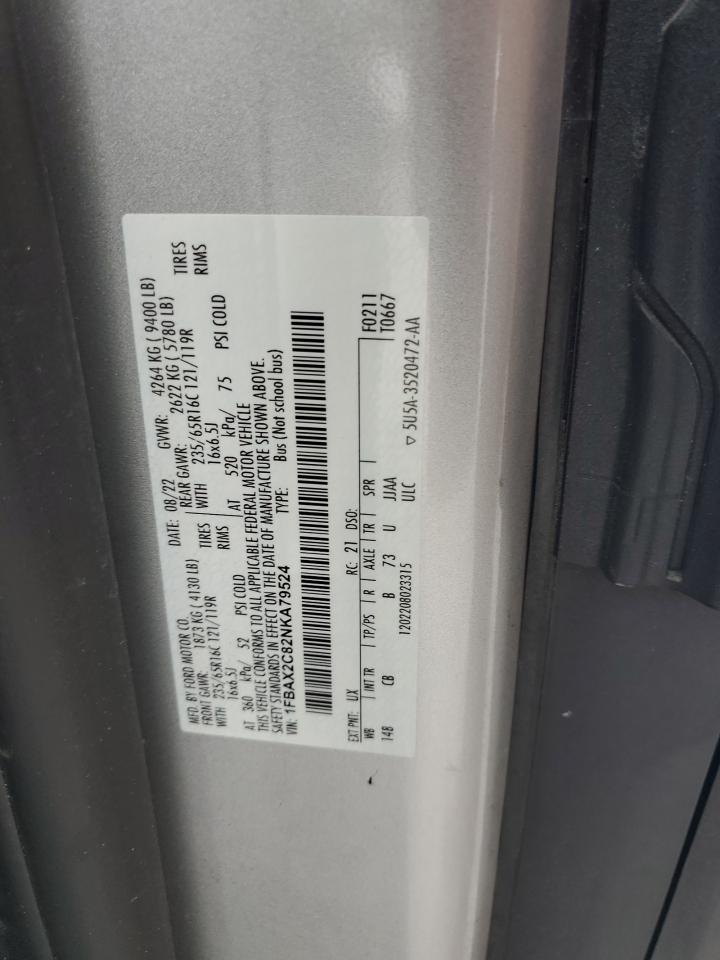 MFD. BY FORD MOTOR CO.
DATE: 08/22 GVWR: 4264 KG ( 9400 LB)
FRONT GAWR: 1873 KG ( 4130 LB) REAR GAWR: 2622 KG ( 5780 LB)
WITH 235/65R16C 121/119R TIRES WITH 235/65R16C 121/119R TIRES
16x6.5J RIMS 16x6.5J RIMS
AT 360 kPa/ 52 PSI COLD AT 520 kPa/ 75 PSI COLD
THIS VEHICLE CONFORMS TO ALL APPLICABLE FEDERAL MOTOR VEHICLE
SAFETY STANDARDS IN EFFECT ON THE DATE OF MANUFACTURE SHOWN ABOVE.
VIN: 1FBAX2C82NKA79524 TYPE: Bus (Not school bus)
EXT PNT: UX RC: 21 DSO: F0211
WB INT TR TP/PS R AXLE TR SPR T0667
148 CB B 73 U JJAA
1202208023315 ULC ▽ 5U5A-3520472-AA